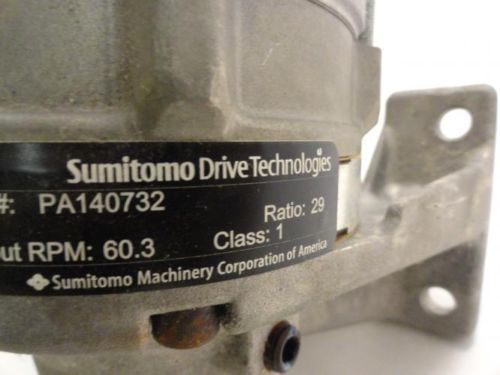 Sumitomo Drive Technologies
#: PA140732
Ratio: 29
ut RPM: 60.3
Class: 1
Sumitomo Machinery Corporation of America